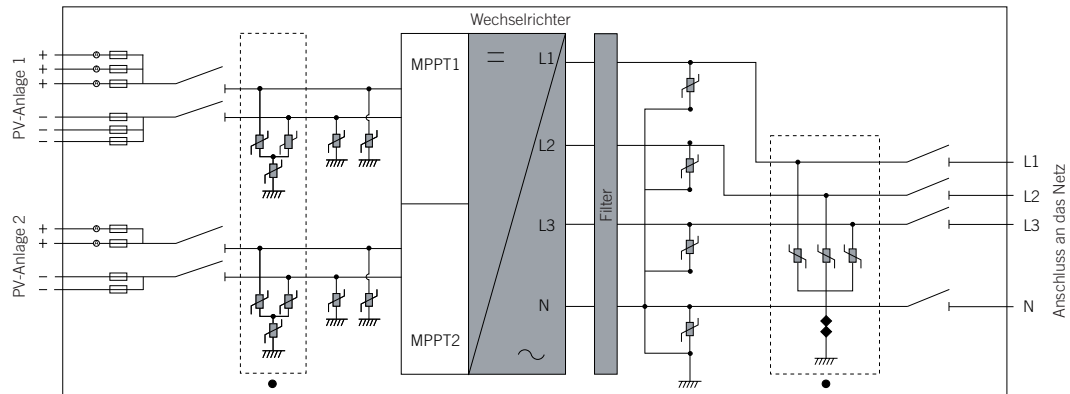 Wechselrichter
PV-Anlage 1
+
+
+
−
−
−
MPPT1
L1
L2
L3
N
MPPT2
Filter
PV-Anlage 2
+
+
−
−
L1
L2
L3
N
Anschluss an das Netz